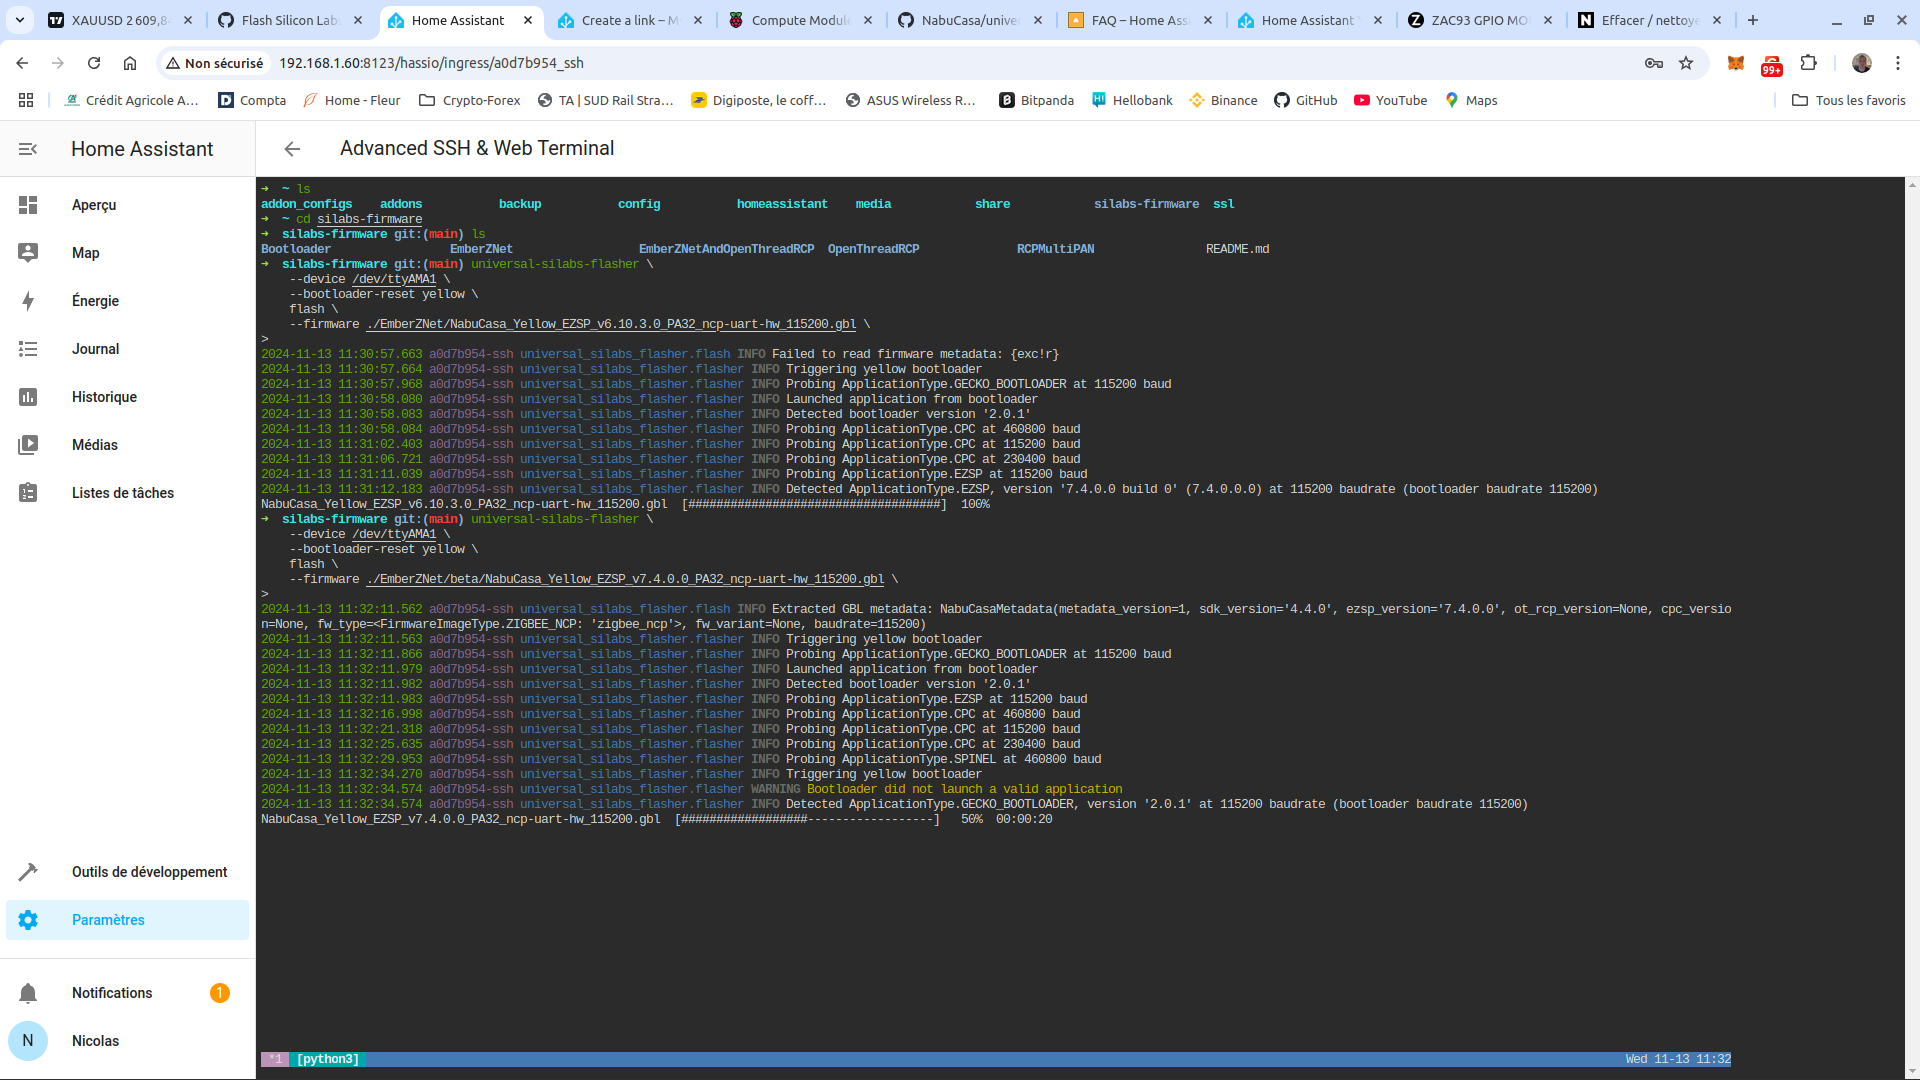 XAUUSD 2 609,8
Flash Silicon Lab
Home Assistant
Create a link – M
Compute Module
NabuCasa/unive
FAQ – Home Ass
Home Assistant
ZAC93 GPIO MO
Effacer / nettoye
Non sécurisé
192.168.1.60:8123/hassio/ingress/a0d7b954_ssh
99+
Crédit Agricole A...
Compta
Home - Fleur
Crypto-Forex
TA | SUD Rail Stra...
Digiposte, le coff...
ASUS Wireless R...
Bitpanda
Hellobank
Binance
GitHub
YouTube
Maps
Tous les favoris
Home Assistant
Advanced SSH & Web Terminal
Aperçu
Map
Énergie
Journal
Historique
Médias
Listes de tâches
Outils de développement
Paramètres
Notifications
1
N
Nicolas
➜ ~ ls
addon_configs addons backup config homeassistant media share silabs-firmware ssl
➜ ~ cd silabs-firmware
➜ silabs-firmware git:(main) ls
Bootloader EmberZNet EmberZNetAndOpenThreadRCP OpenThreadRCP RCPMultiPAN README.md
➜ silabs-firmware git:(main) universal-silabs-flasher \
--device /dev/ttyAMA1 \
--bootloader-reset yellow \
flash \
--firmware ./EmberZNet/NabuCasa_Yellow_EZSP_v6.10.3.0_PA32_ncp-uart-hw_115200.gbl \
>
2024-11-13 11:30:57.663 a0d7b954-ssh universal_silabs_flasher.flash INFO Failed to read firmware metadata: {exc!r}
2024-11-13 11:30:57.664 a0d7b954-ssh universal_silabs_flasher.flasher INFO Triggering yellow bootloader
2024-11-13 11:30:57.968 a0d7b954-ssh universal_silabs_flasher.flasher INFO Probing ApplicationType.GECKO_BOOTLOADER at 115200 baud
2024-11-13 11:30:58.080 a0d7b954-ssh universal_silabs_flasher.flasher INFO Launched application from bootloader
2024-11-13 11:30:58.083 a0d7b954-ssh universal_silabs_flasher.flasher INFO Detected bootloader version '2.0.1'
2024-11-13 11:30:58.084 a0d7b954-ssh universal_silabs_flasher.flasher INFO Probing ApplicationType.CPC at 460800 baud
2024-11-13 11:31:02.403 a0d7b954-ssh universal_silabs_flasher.flasher INFO Probing ApplicationType.CPC at 115200 baud
2024-11-13 11:31:06.721 a0d7b954-ssh universal_silabs_flasher.flasher INFO Probing ApplicationType.CPC at 230400 baud
2024-11-13 11:31:11.039 a0d7b954-ssh universal_silabs_flasher.flasher INFO Probing ApplicationType.EZSP at 115200 baud
2024-11-13 11:31:12.183 a0d7b954-ssh universal_silabs_flasher.flasher INFO Detected ApplicationType.EZSP, version '7.4.0.0 build 0' (7.4.0.0.0) at 115200 baudrate (bootloader baudrate 115200)
NabuCasa_Yellow_EZSP_v6.10.3.0_PA32_ncp-uart-hw_115200.gbl [####################################] 100%
➜ silabs-firmware git:(main) universal-silabs-flasher \
--device /dev/ttyAMA1 \
--bootloader-reset yellow \
flash \
--firmware ./EmberZNet/beta/NabuCasa_Yellow_EZSP_v7.4.0.0_PA32_ncp-uart-hw_115200.gbl \
>
2024-11-13 11:32:11.562 a0d7b954-ssh universal_silabs_flasher.flash INFO Extracted GBL metadata: NabuCasaMetadata(metadata_version=1, sdk_version='4.4.0', ezsp_version='7.4.0.0', ot_rcp_version=None, cpc_versio
n=None, fw_type=<FirmwareImageType.ZIGBEE_NCP: 'zigbee_ncp'>, fw_variant=None, baudrate=115200)
2024-11-13 11:32:11.563 a0d7b954-ssh universal_silabs_flasher.flasher INFO Triggering yellow bootloader
2024-11-13 11:32:11.866 a0d7b954-ssh universal_silabs_flasher.flasher INFO Probing ApplicationType.GECKO_BOOTLOADER at 115200 baud
2024-11-13 11:32:11.979 a0d7b954-ssh universal_silabs_flasher.flasher INFO Launched application from bootloader
2024-11-13 11:32:11.982 a0d7b954-ssh universal_silabs_flasher.flasher INFO Detected bootloader version '2.0.1'
2024-11-13 11:32:11.983 a0d7b954-ssh universal_silabs_flasher.flasher INFO Probing ApplicationType.EZSP at 115200 baud
2024-11-13 11:32:16.998 a0d7b954-ssh universal_silabs_flasher.flasher INFO Probing ApplicationType.CPC at 460800 baud
2024-11-13 11:32:21.318 a0d7b954-ssh universal_silabs_flasher.flasher INFO Probing ApplicationType.CPC at 115200 baud
2024-11-13 11:32:25.635 a0d7b954-ssh universal_silabs_flasher.flasher INFO Probing ApplicationType.CPC at 230400 baud
2024-11-13 11:32:29.953 a0d7b954-ssh universal_silabs_flasher.flasher INFO Probing ApplicationType.SPINEL at 460800 baud
2024-11-13 11:32:34.270 a0d7b954-ssh universal_silabs_flasher.flasher INFO Triggering yellow bootloader
2024-11-13 11:32:34.574 a0d7b954-ssh universal_silabs_flasher.flasher WARNING Bootloader did not launch a valid application
2024-11-13 11:32:34.574 a0d7b954-ssh universal_silabs_flasher.flasher INFO Detected ApplicationType.GECKO_BOOTLOADER, version '2.0.1' at 115200 baudrate (bootloader baudrate 115200)
NabuCasa_Yellow_EZSP_v7.4.0.0_PA32_ncp-uart-hw_115200.gbl [##################------------------] 50% 00:00:20
*1 [python3] Wed 11-13 11:32